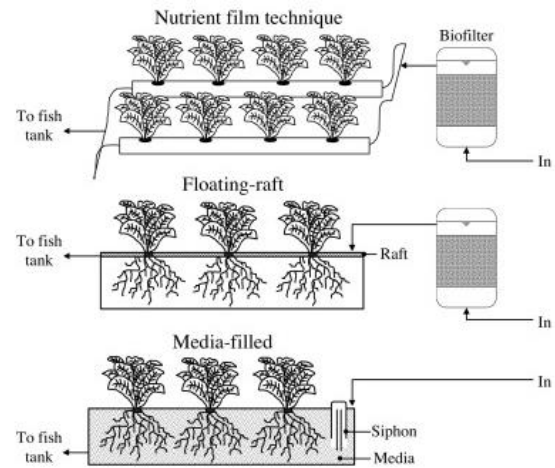 Nutrient film technique
Biofilter
To fish
tank
In
Floating-raft
To fish
tank
Raft
In
Media-filled
In
Siphon
To fish
tank
Media